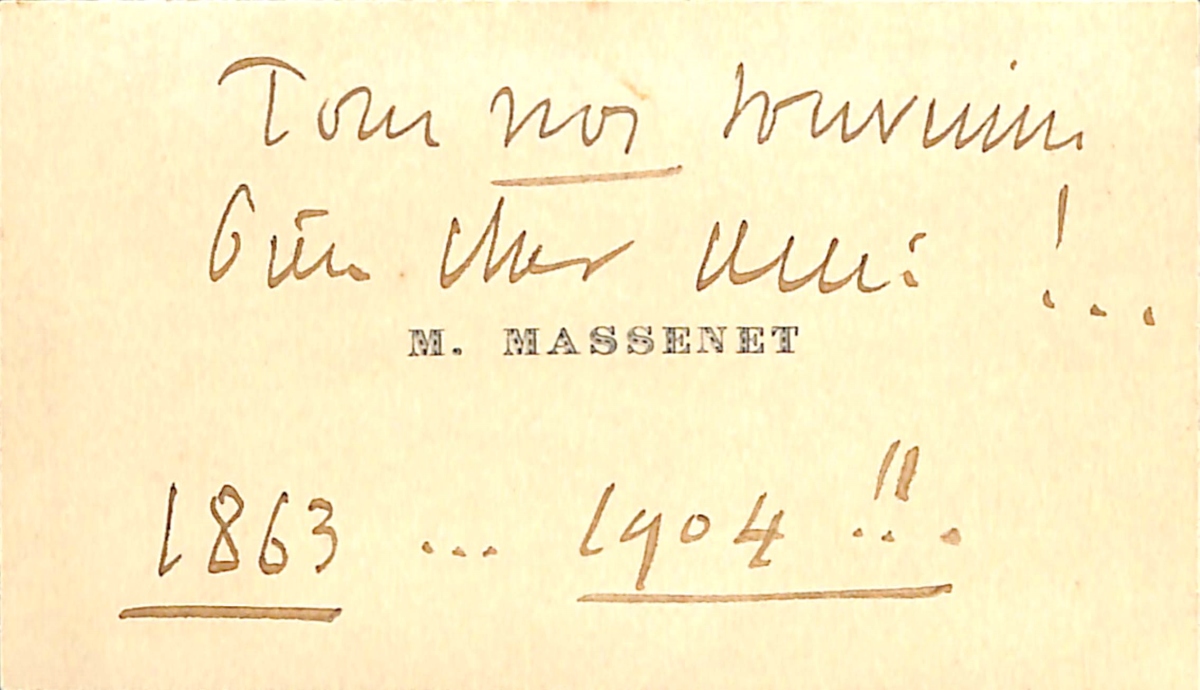 Tous nos souvenirs
bien cher ami !...
M. MASSENET
1863 ... 1904 ..!!.